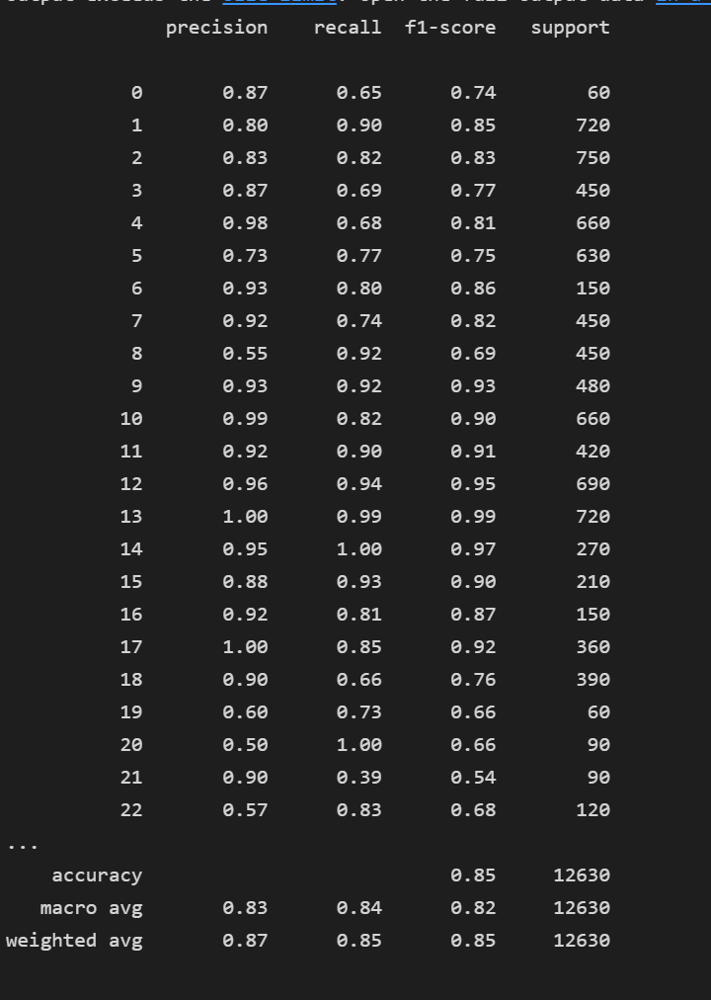 precision recall f1-score support
0 0.87 0.65 0.74 60
1 0.80 0.90 0.85 720
2 0.83 0.82 0.83 750
3 0.87 0.69 0.77 450
4 0.98 0.68 0.81 660
5 0.73 0.77 0.75 630
6 0.93 0.80 0.86 150
7 0.92 0.74 0.82 450
8 0.55 0.92 0.69 450
9 0.93 0.92 0.93 480
10 0.99 0.82 0.90 660
11 0.92 0.90 0.91 420
12 0.96 0.94 0.95 690
13 1.00 0.99 0.99 720
14 0.95 1.00 0.97 270
15 0.88 0.93 0.90 210
16 0.92 0.81 0.87 150
17 1.00 0.85 0.92 360
18 0.90 0.66 0.76 390
19 0.60 0.73 0.66 60
20 0.50 1.00 0.66 90
21 0.90 0.39 0.54 90
22 0.57 0.83 0.68 120
...
accuracy 0.85 12630
macro avg 0.83 0.84 0.82 12630
weighted avg 0.87 0.85 0.85 12630